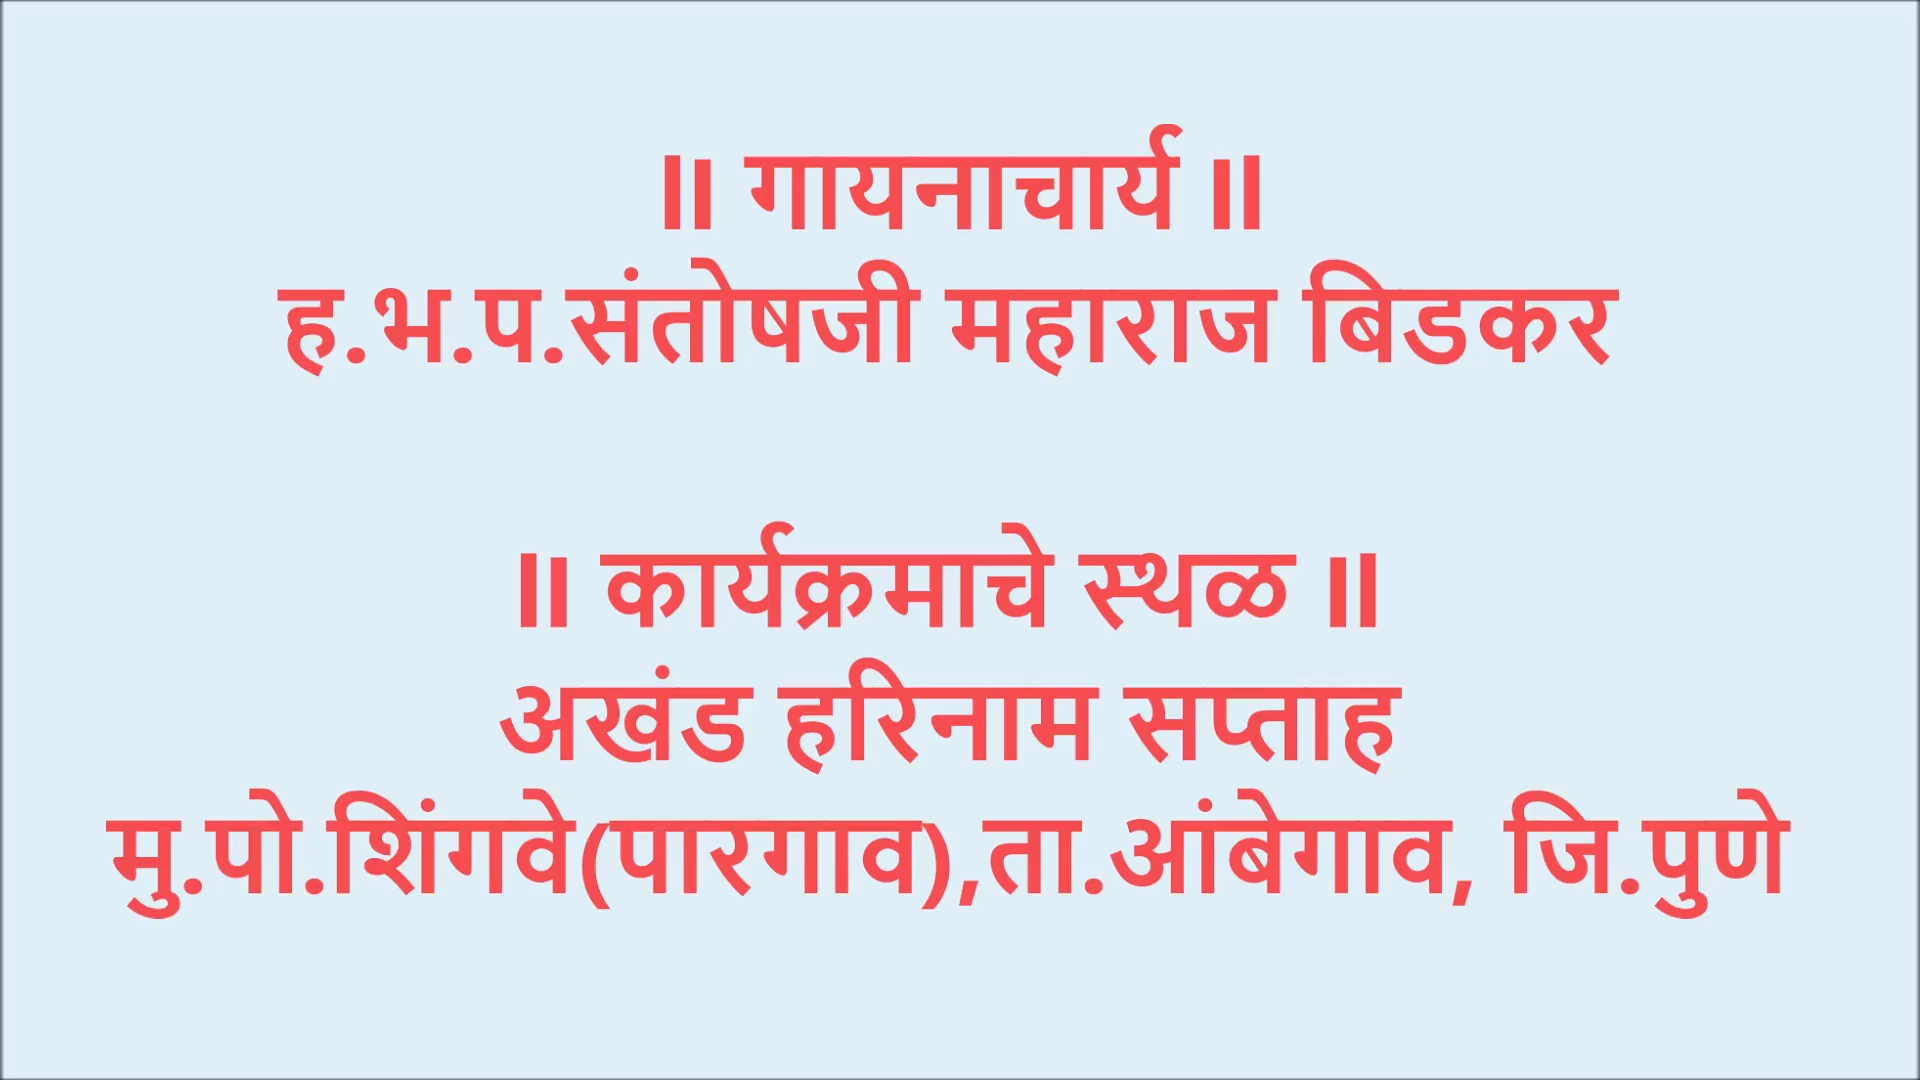 ॥ गायनाचार्य ॥
ह.भ.प.संतोषजी महाराज बिडकर
॥ कार्यक्रमाचे स्थळ ॥
अखंड हरिनाम सप्ताह
मु.पो.शिंगवे(पारगाव),ता.आंबेगाव, जि.पुणे